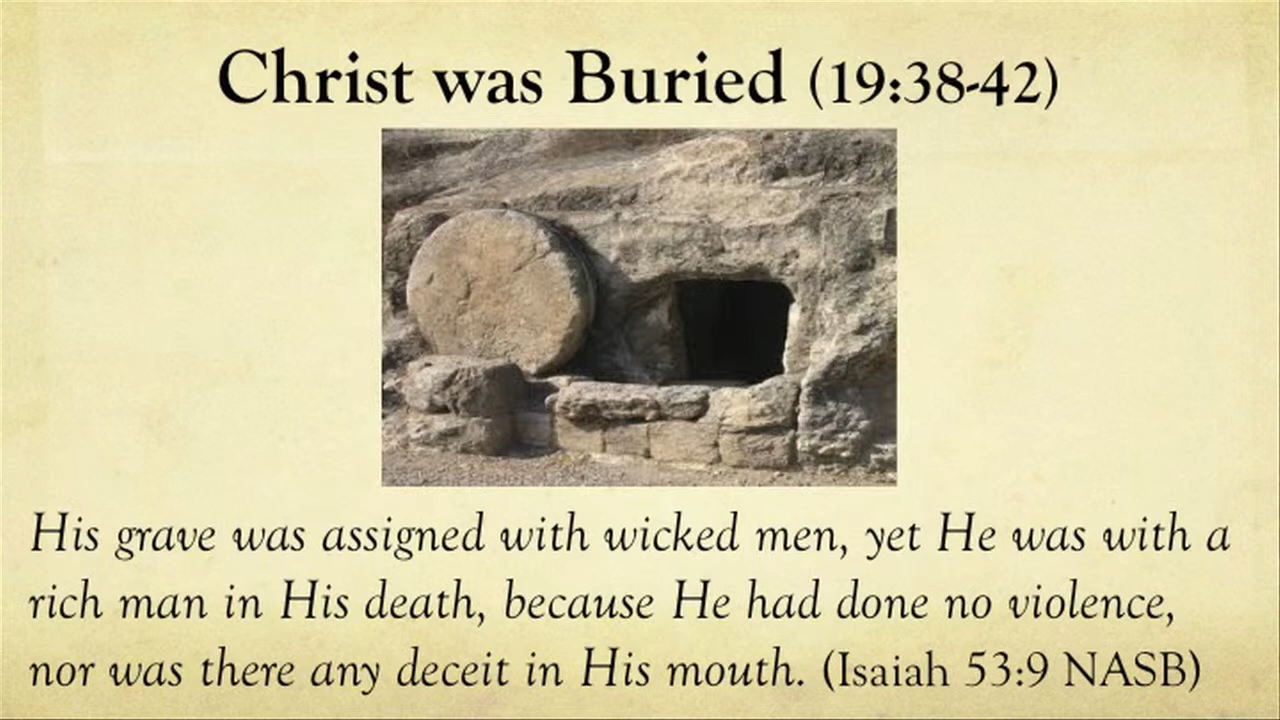 Christ was Buried (19:38-42)
His grave was assigned with wicked men, yet He was with a
rich man in His death, because He had done no violence,
nor was there any deceit in His mouth. (Isaiah 53:9 NASB)